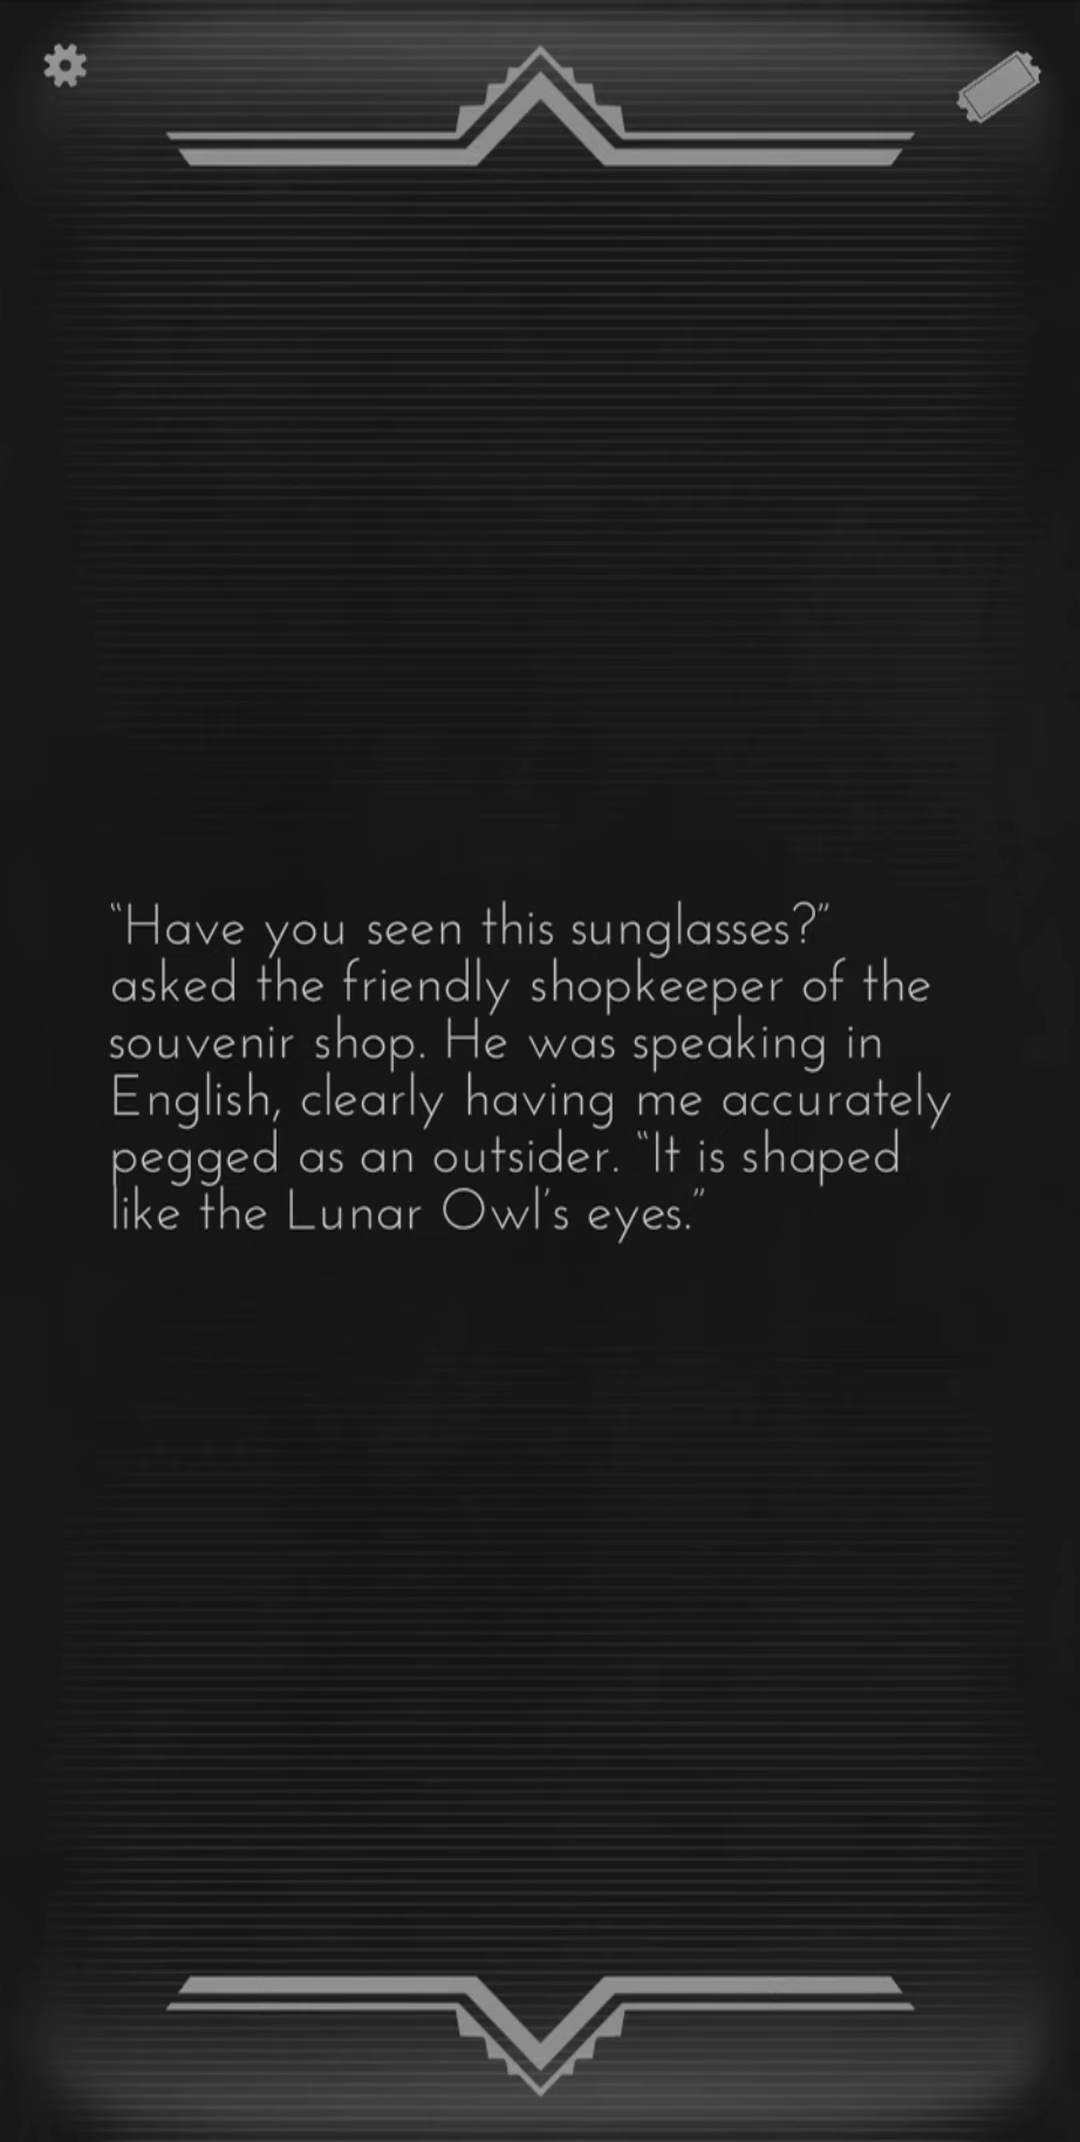 “Have you seen this sunglasses?”
asked the friendly shopkeeper of the
souvenir shop. He was speaking in
English, clearly having me accurately
pegged as an outsider. “It is shaped
like the Lunar Owl’s eyes.”